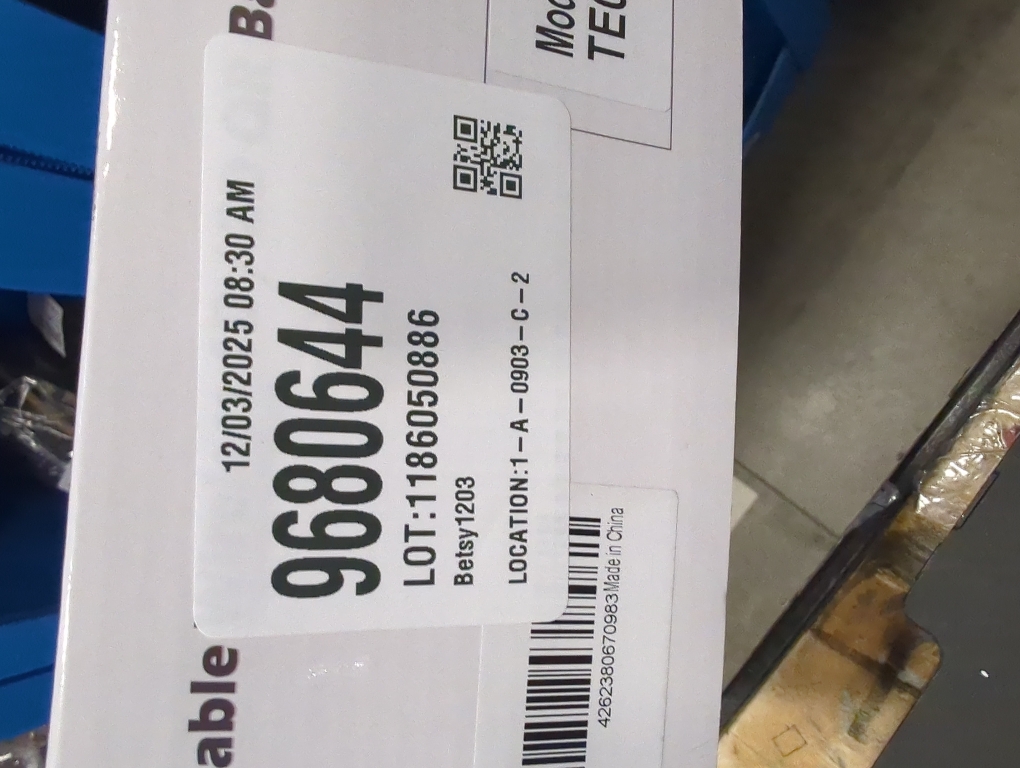 12/03/2025 08:30 AM
9680644
LOT:1186050886
Betsy1203
LOCATION:1-A-0903-C-2
able
4262380670983 Made in China